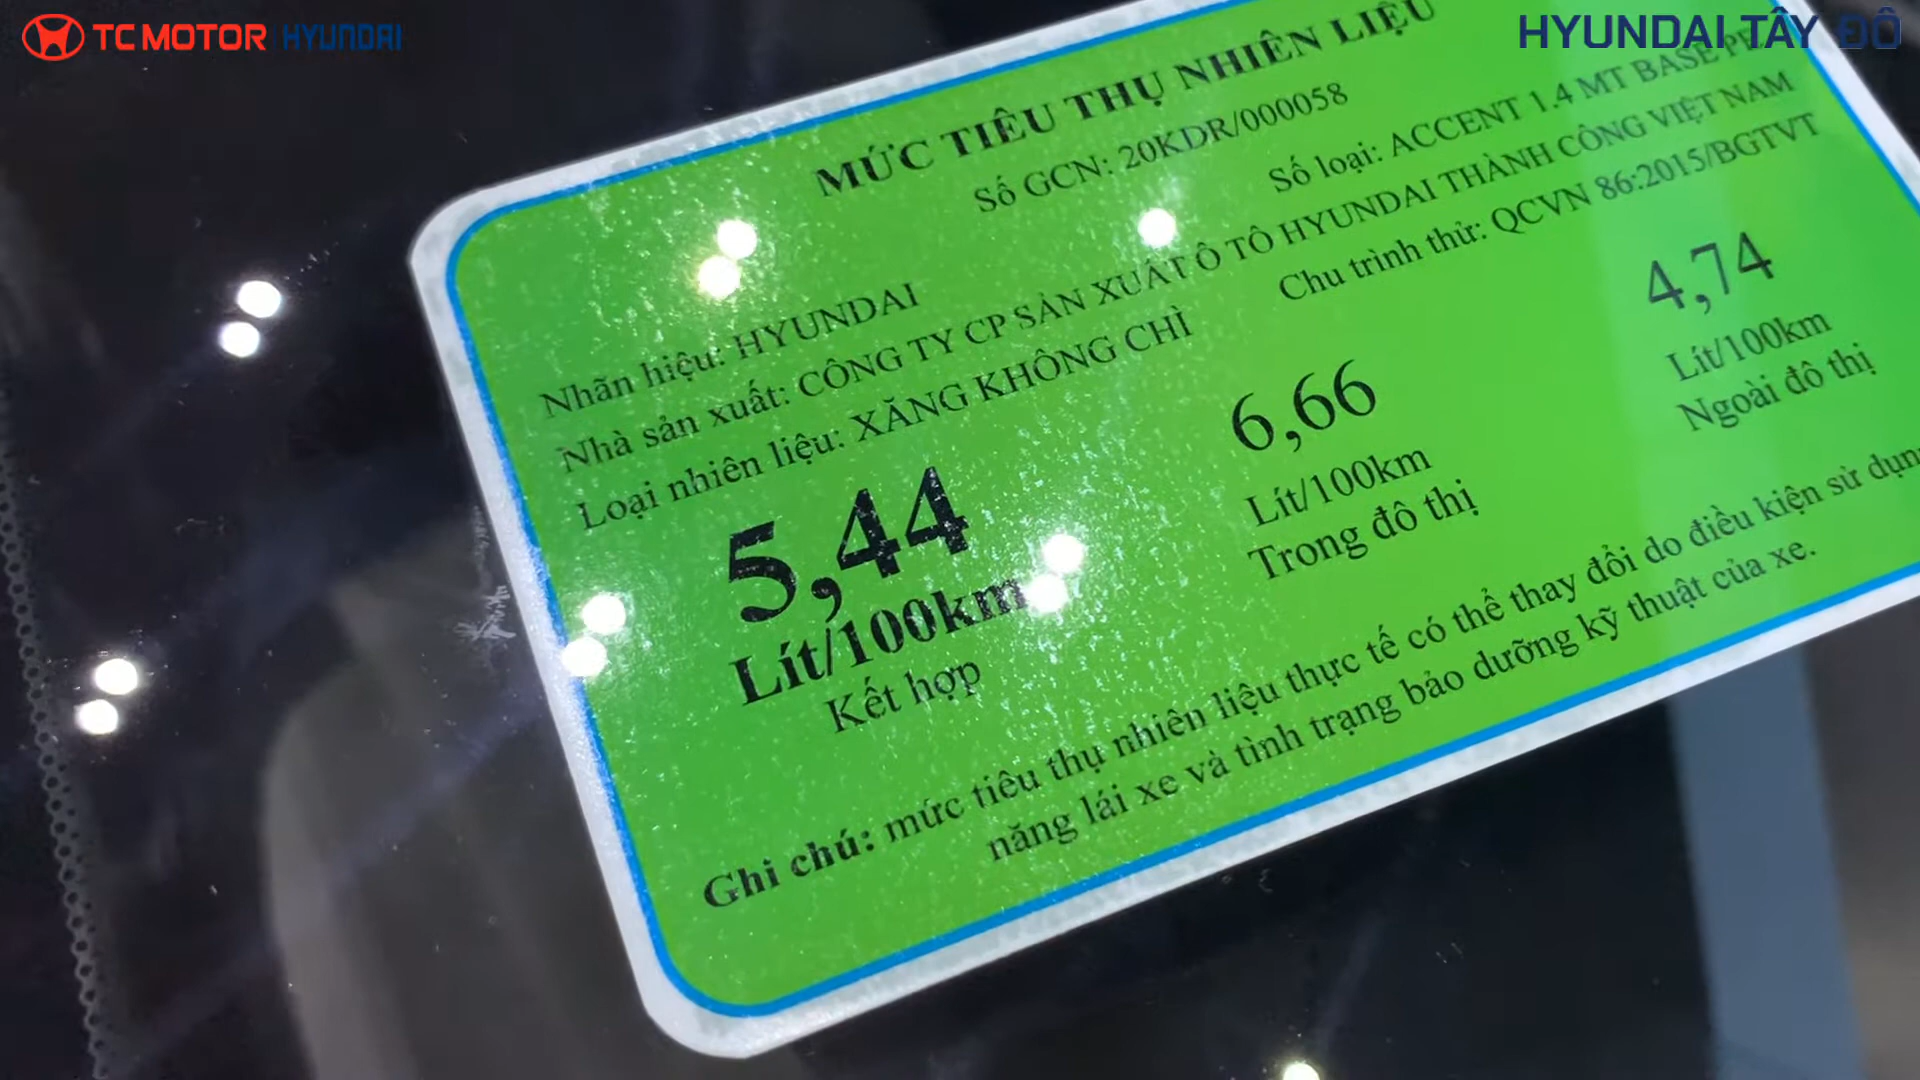 TC MOTOR HYUNDAI
HYUNDAI TÂY ĐÔ
MỨC TIÊU THỤ NHIÊN LIỆU
Số GCN: 20KDR/000058
Nhãn hiệu: HYUNDAI
Số loại: ACCENT 1.4 MT BASE PE
Nhà sản xuất: CÔNG TY CP SẢN XUẤT Ô TÔ HYUNDAI THÀNH CÔNG VIỆT NAM
Loại nhiên liệu: XĂNG KHÔNG CHÌ
Chu trình thử: QCVN 86:2015/BGTVT
5,44
Lít/100km
Kết hợp
6,66
Lít/100km
Trong đô thị
4,74
Lít/100km
Ngoài đô thị
Ghi chú: mức tiêu thụ nhiên liệu thực tế có thể thay đổi do điều kiện sử dụn
năng lái xe và tình trạng bảo dưỡng kỹ thuật của xe.